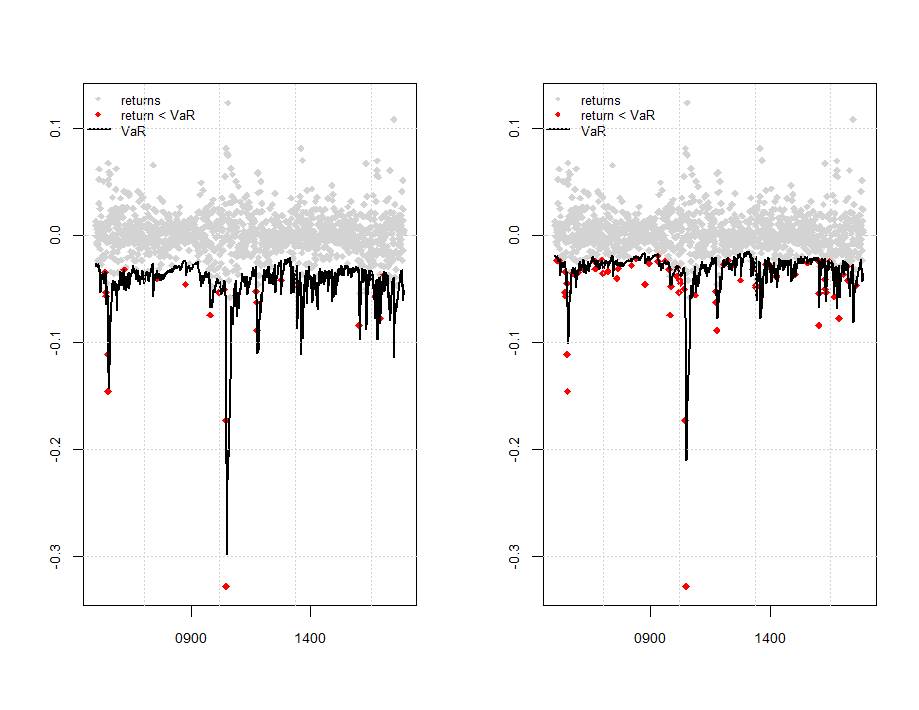 returns
return < VaR
VaR
0.1
0.0
-0.1
-0.2
-0.3
0900
1400
returns
return < VaR
VaR
0.1
0.0
-0.1
-0.2
-0.3
0900
1400